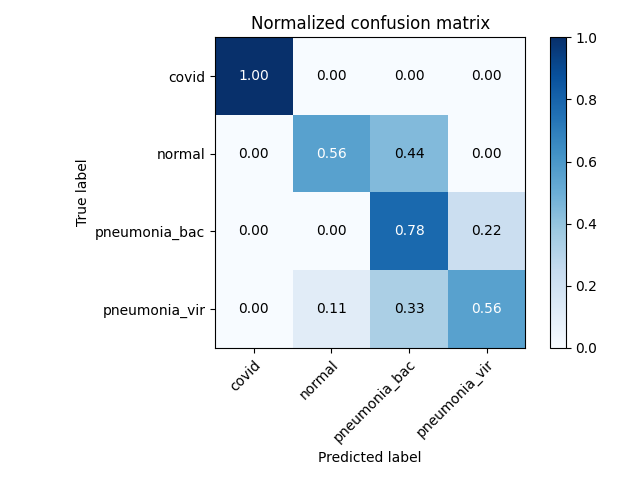 Normalized confusion matrix
True label
covid 1.00 0.00 0.00 0.00
normal 0.00 0.56 0.44 0.00
pneumonia_bac 0.00 0.00 0.78 0.22
pneumonia_vir 0.00 0.11 0.33 0.56
covid normal pneumonia_bac pneumonia_vir
Predicted label
1.0
0.8
0.6
0.4
0.2
0.0